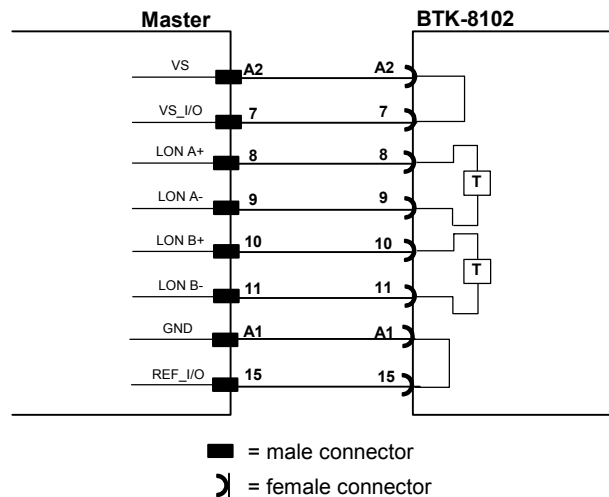 Master BTK-8102
VS A2 A2
VS_I/O 7 7
LON A+ 8 8
T
LON A- 9 9
LON B+ 10 10
T
LON B- 11 11
GND A1 A1
REF_I/O 15 15
= male connector
= female connector